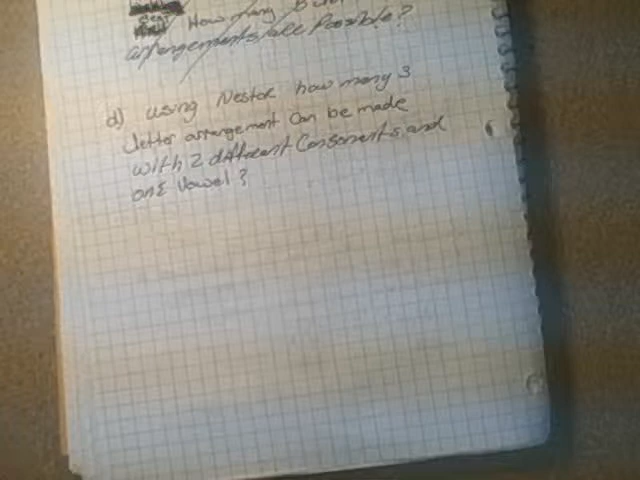 How many
arrangements are Possible?
d) using Nestor how many 3
letter arrangement Can be made
with 2 different Consonents and
one Vowel?